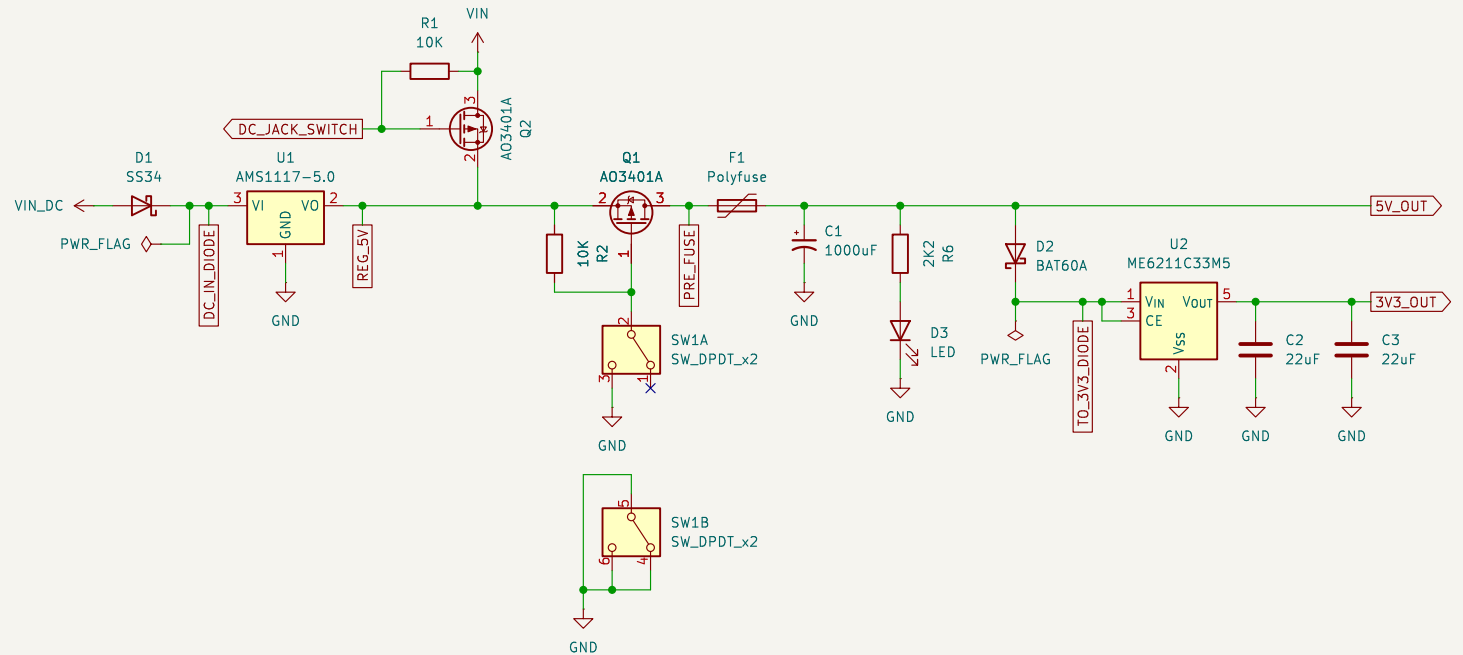 VIN
R1
10K
3
AO3401A
Q2
DC_JACK_SWITCH
1
2
D1
SS34
U1
AMS1117-5.0
Q1
AO3401A
F1
Polyfuse
VIN_DC
3
VI
VO
2
GND
1
2
3
1
5V_OUT
PWR_FLAG
DC_IN_DIODE
REG_5V
10K
R2
PRE_FUSE
+
C1
1000uF
2K2
R6
D2
BAT60A
U2
ME6211C33M5
GND
GND
1
VIN
VOUT
5
3
CE
Vss
2
3V3_OUT
2
SW1A
SW_DPDT_x2
3
1
D3
LED
PWR_FLAG
TO_3V3_DIODE
C2
22uF
C3
22uF
GND
GND
GND
GND
GND
5
SW1B
SW_DPDT_x2
6
4
GND